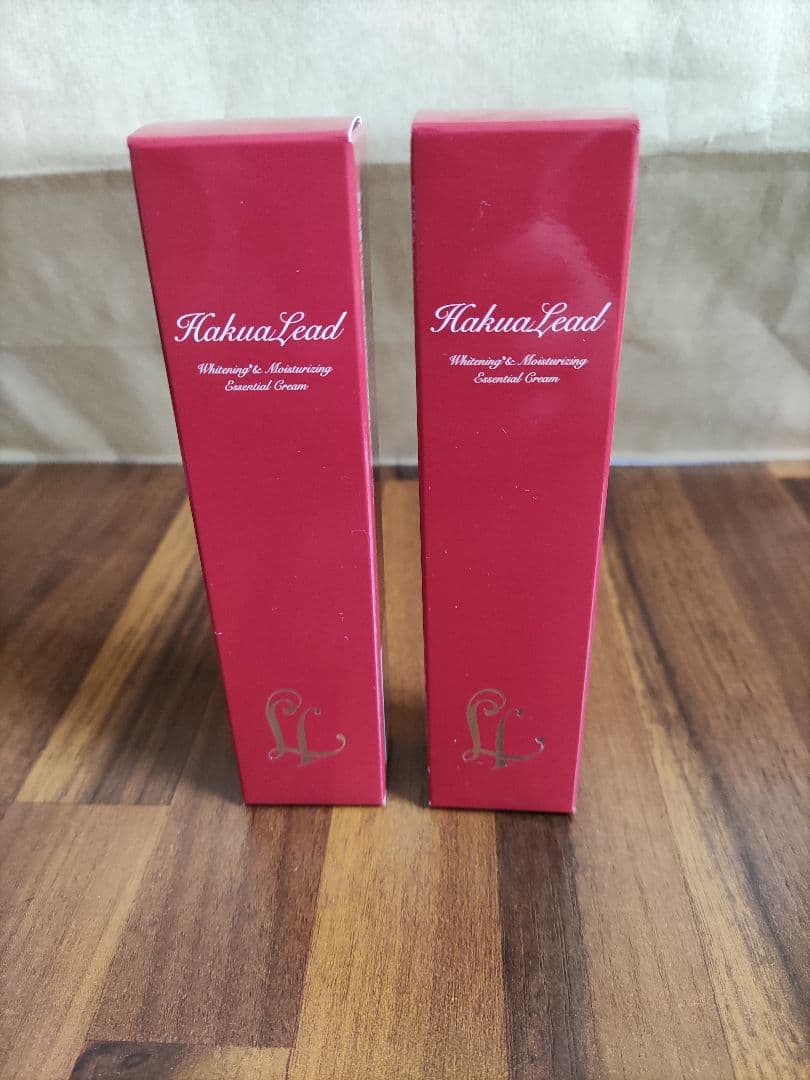 HakuaLead
Whitening*& Moisturizing
Essential Cream
HakuaLead
Whitening*& Moisturizing
Essential Cream